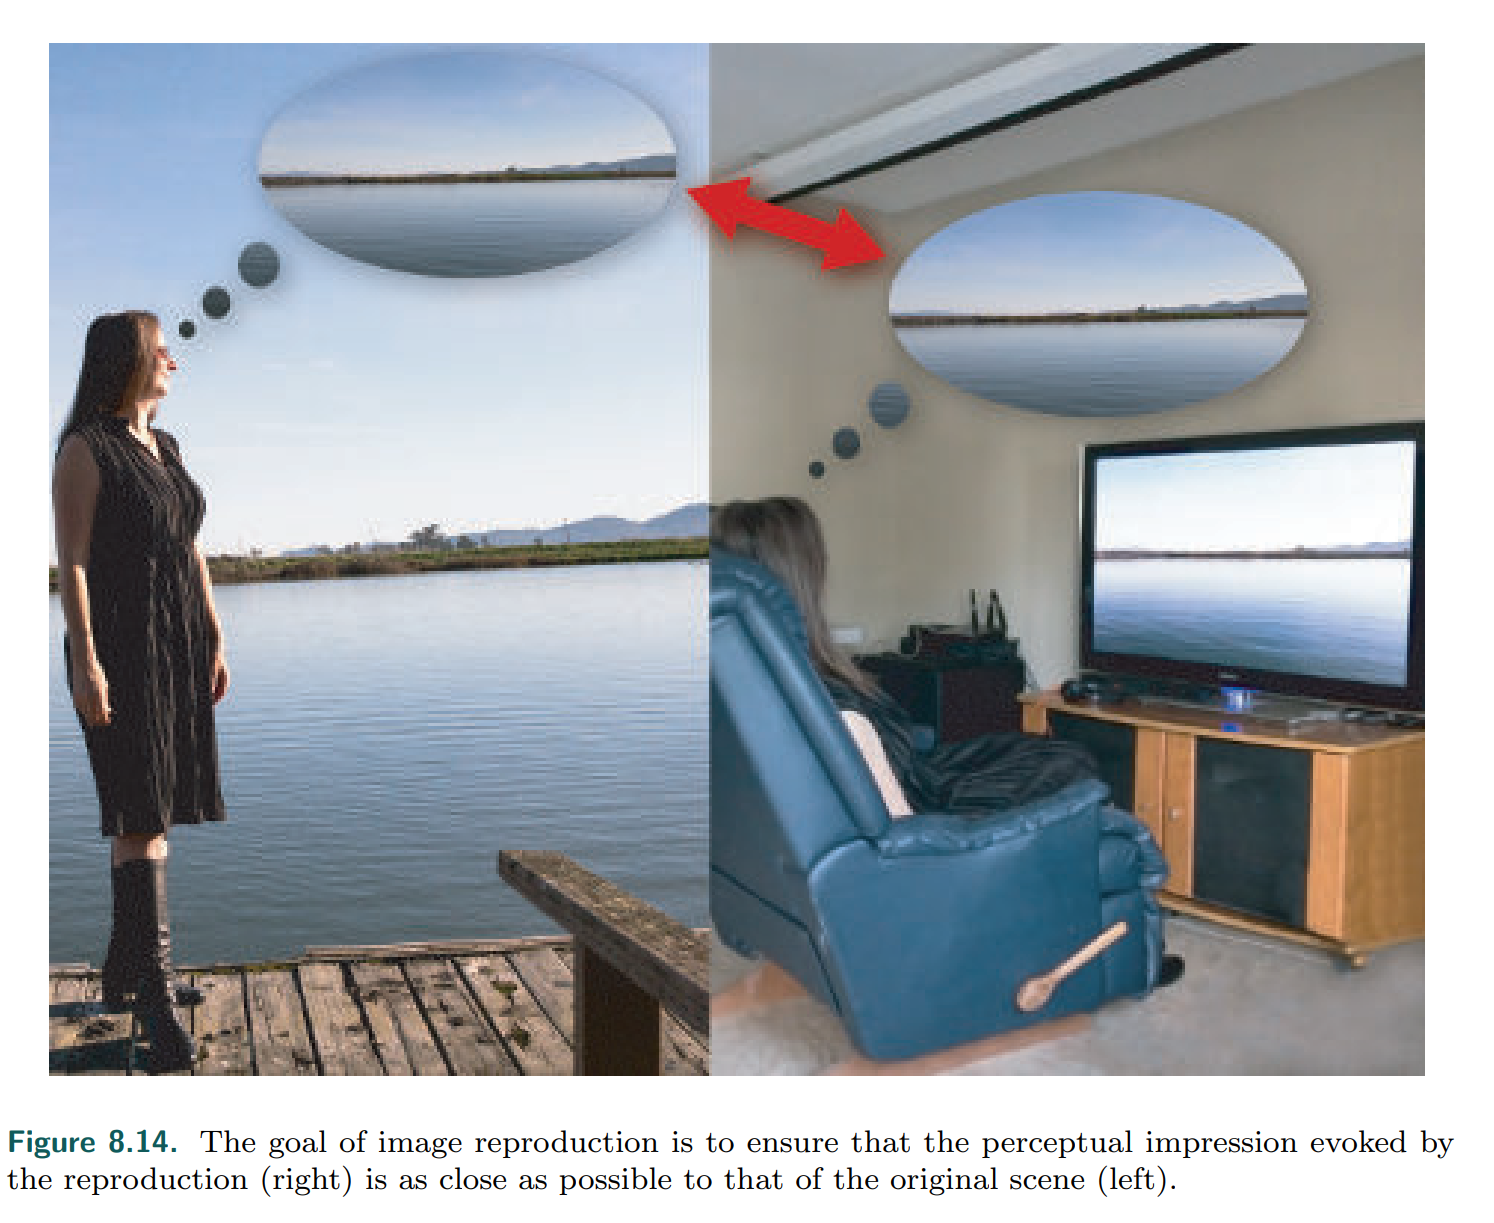 Figure 8.14. The goal of image reproduction is to ensure that the perceptual impression evoked by
the reproduction (right) is as close as possible to that of the original scene (left).